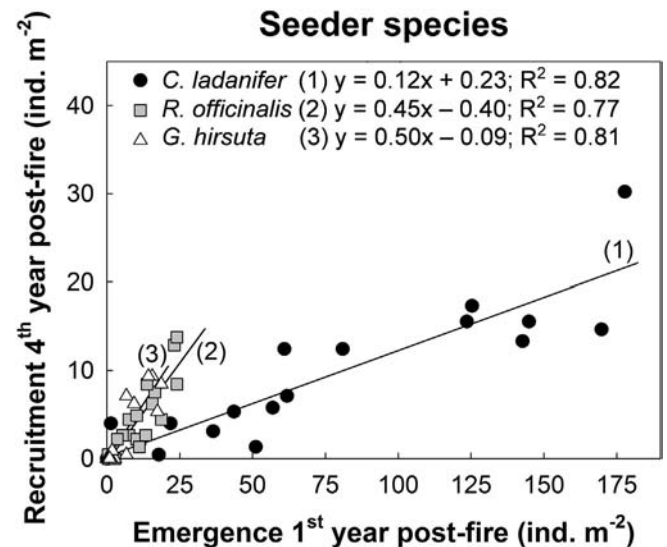 Seeder species
C. ladanifer (1) y = 0.12x + 0.23; R² = 0.82
R. officinalis (2) y = 0.45x – 0.40; R² = 0.77
G. hirsuta (3) y = 0.50x – 0.09; R² = 0.81
Recruitment 4th year post-fire (ind. m-2)
40
30
20
10
0
(1)
(3)
(2)
0 25 50 75 100 125 150 175
Emergence 1st year post-fire (ind. m-2)